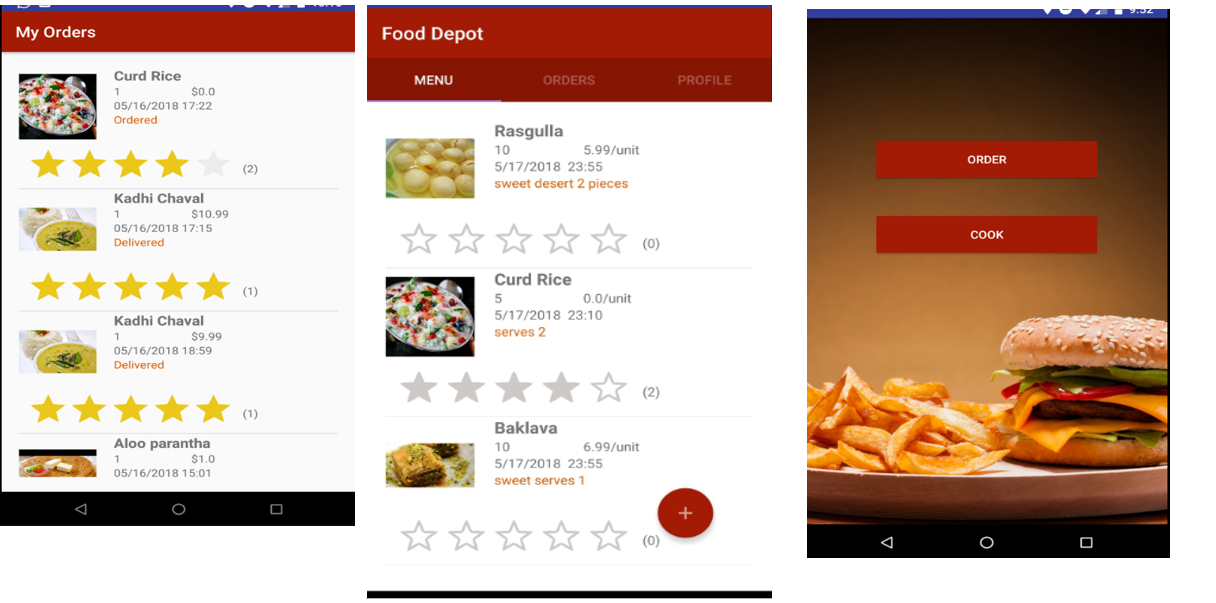 My Orders
Curd Rice
1 $0.0
05/16/2018 17:22
Ordered
(2)
Kadhi Chaval
1 $10.99
05/16/2018 17:15
Delivered
(1)
Kadhi Chaval
1 $9.99
05/16/2018 18:59
Delivered
(1)
Aloo parantha
1 $1.0
05/16/2018 15:01
Food Depot
MENU ORDERS PROFILE
Rasgulla
10 5.99/unit
5/17/2018 23:55
sweet desert 2 pieces
(0)
Curd Rice
5 0.0/unit
5/17/2018 23:10
serves 2
(2)
Baklava
10 6.99/unit
5/17/2018 23:55
sweet serves 1
+
(0)
9:52
ORDER
COOK